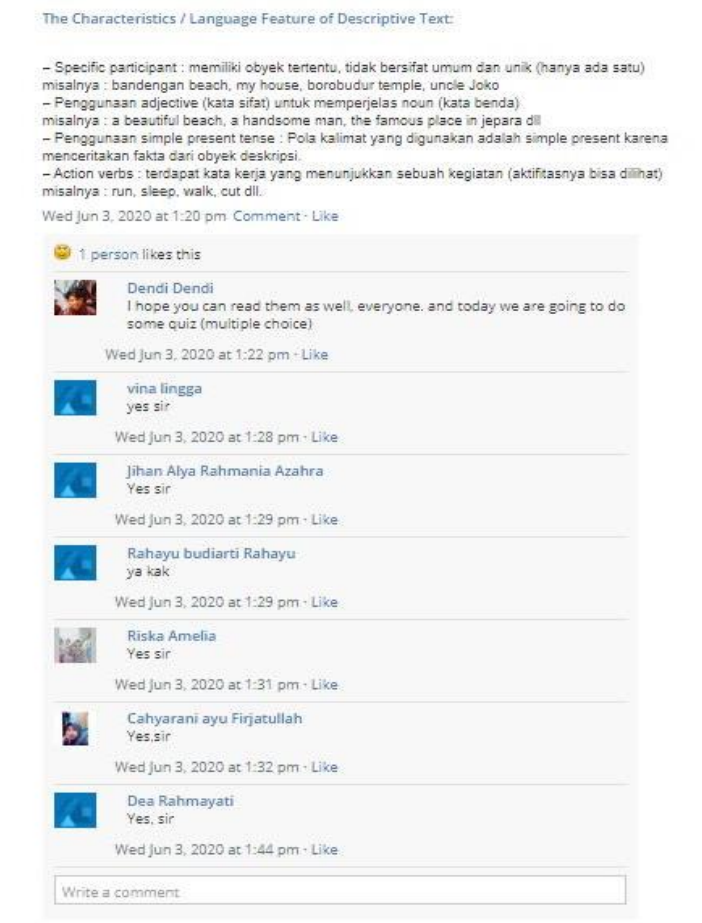 The Characteristics / Language Feature of Descriptive Text:
– Specific participant : memiliki obyek tertentu, tidak bersifat umum dan unik (hanya ada satu)
misalnya : bandengan beach, my house, borobudur temple, uncle Joko
– Penggunaan adjective (kata sifat) untuk memperjelas noun (kata benda)
misalnya : a beautiful beach, a handsome man, the famous place in jepara dll
– Penggunaan simple present tense : Pola kalimat yang digunakan adalah simple present karena
menceritakan fakta dari obyek deskripsi.
– Action verbs : terdapat kata kerja yang menunjukkan sebuah kegiatan (aktifitasnya bisa dilihat)
misalnya : run, sleep, walk, cut dll.
Wed Jun 3, 2020 at 1:20 pm Comment · Like
1 person likes this
Dendi Dendi
I hope you can read them as well, everyone. and today we are going to do
some quiz (multiple choice)
Wed Jun 3, 2020 at 1:22 pm · Like
vina lingga
yes sir
Wed Jun 3, 2020 at 1:28 pm · Like
Jihan Alya Rahmania Azahra
Yes sir
Wed Jun 3, 2020 at 1:29 pm · Like
Rahayu budiarti Rahayu
ya kak
Wed Jun 3, 2020 at 1:29 pm · Like
Riska Amelia
Yes sir
Wed Jun 3, 2020 at 1:31 pm · Like
Cahyarani ayu Firjatullah
Yes,sir
Wed Jun 3, 2020 at 1:32 pm · Like
Dea Rahmayati
Yes, sir
Wed Jun 3, 2020 at 1:44 pm · Like
Write a comment